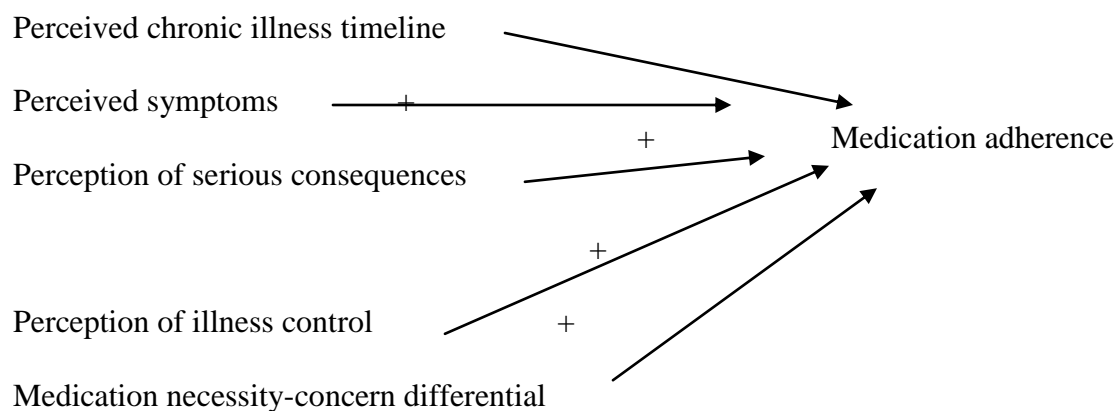 Perceived chronic illness timeline
Perceived symptoms
+
+
Medication adherence
Perception of serious consequences
+
Perception of illness control
+
Medication necessity-concern differential